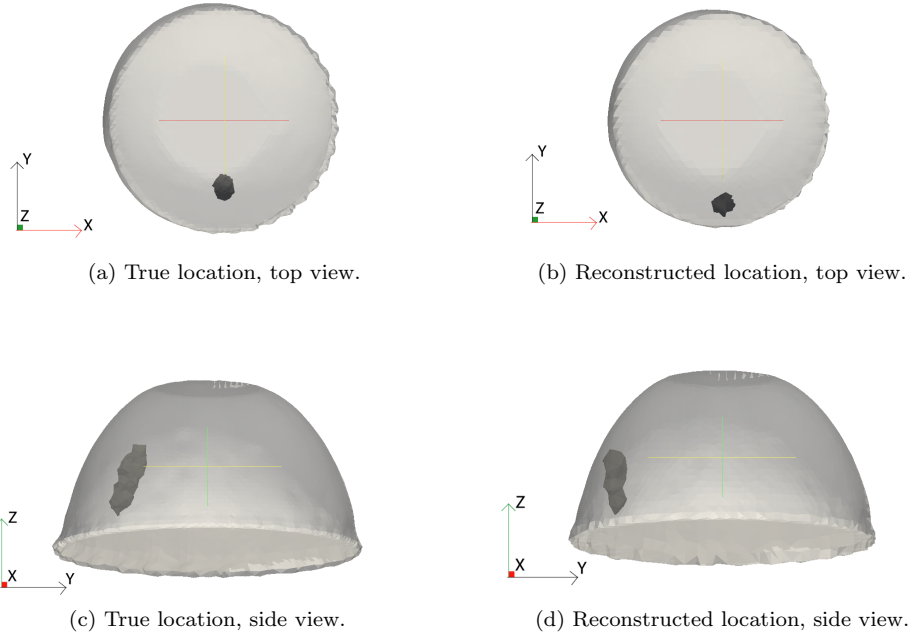 Y
Z
X
Y
Z
X
(a) True location, top view.
(b) Reconstructed location, top view.
Z
X
Y
Z
X
Y
(c) True location, side view.
(d) Reconstructed location, side view.